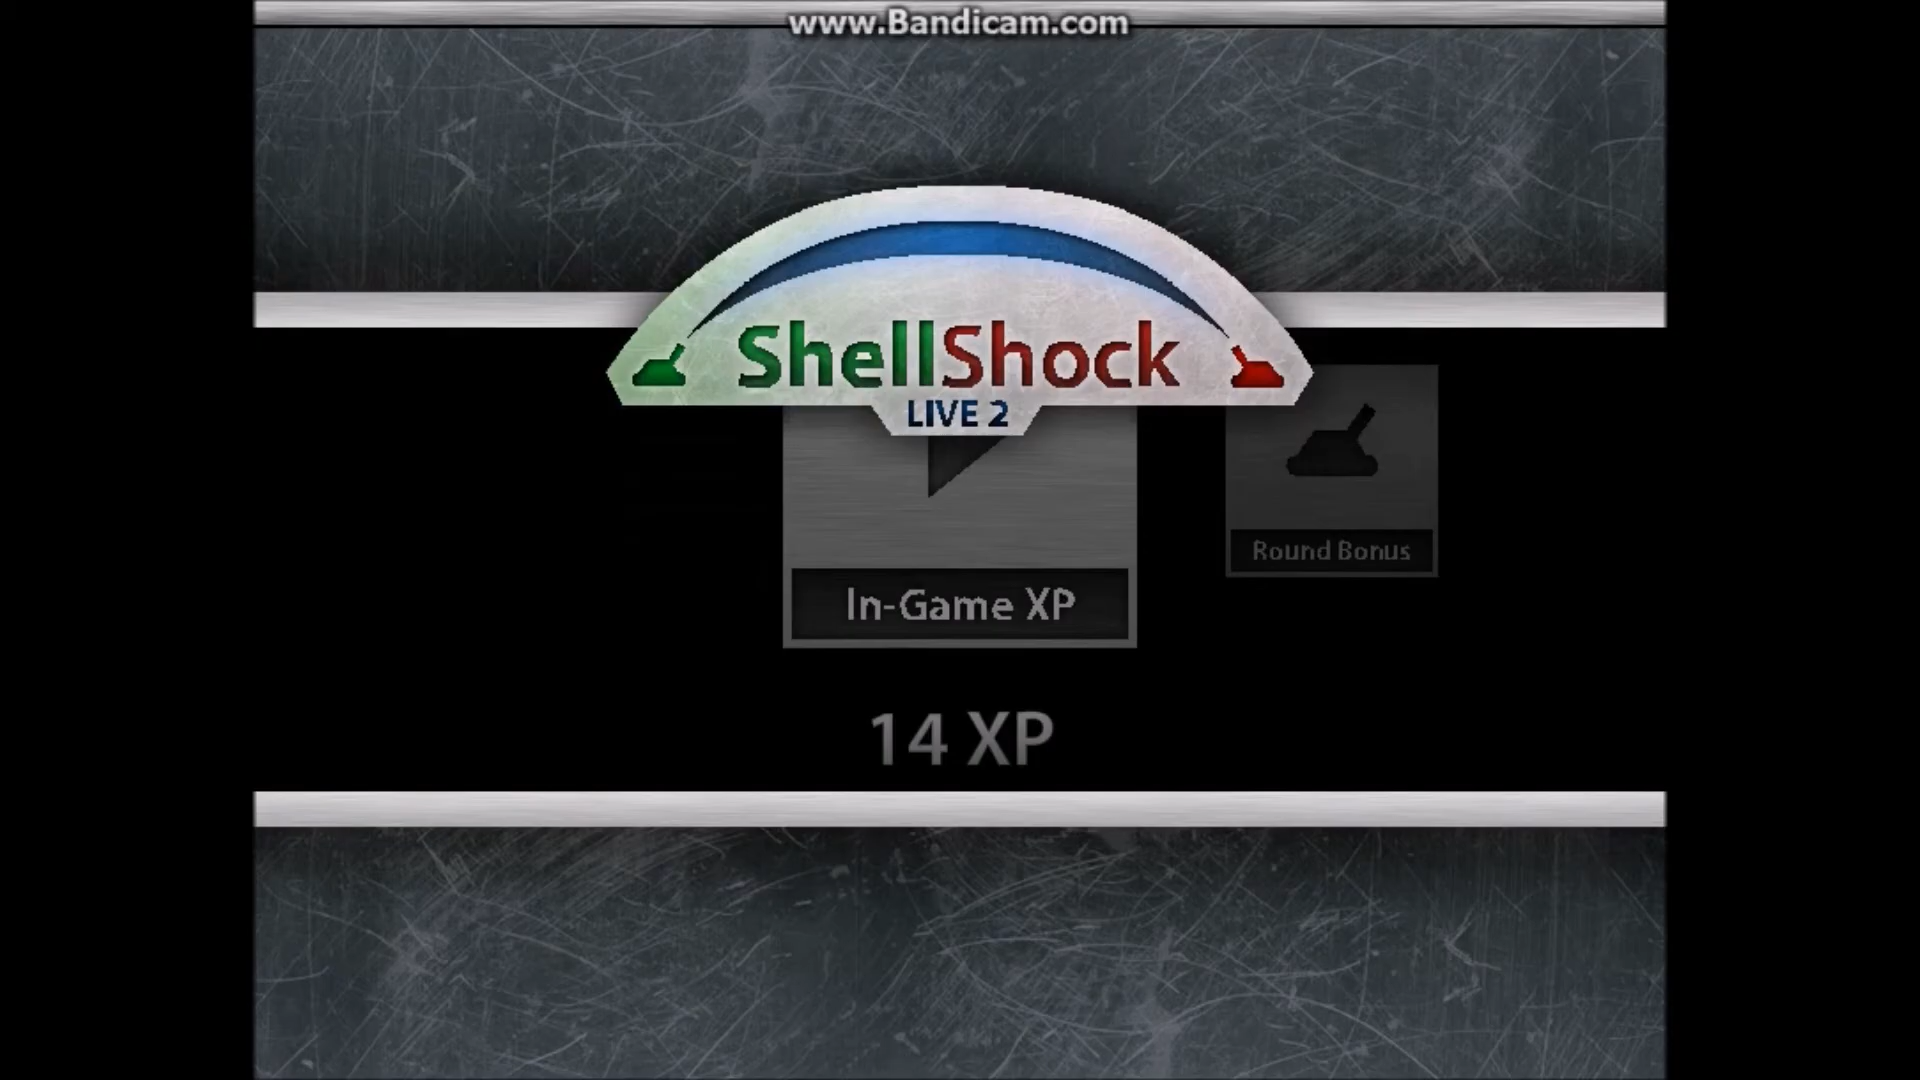 www.Bandicam.com
ShellShock
LIVE 2
Round Bonus
In-Game XP
14 XP